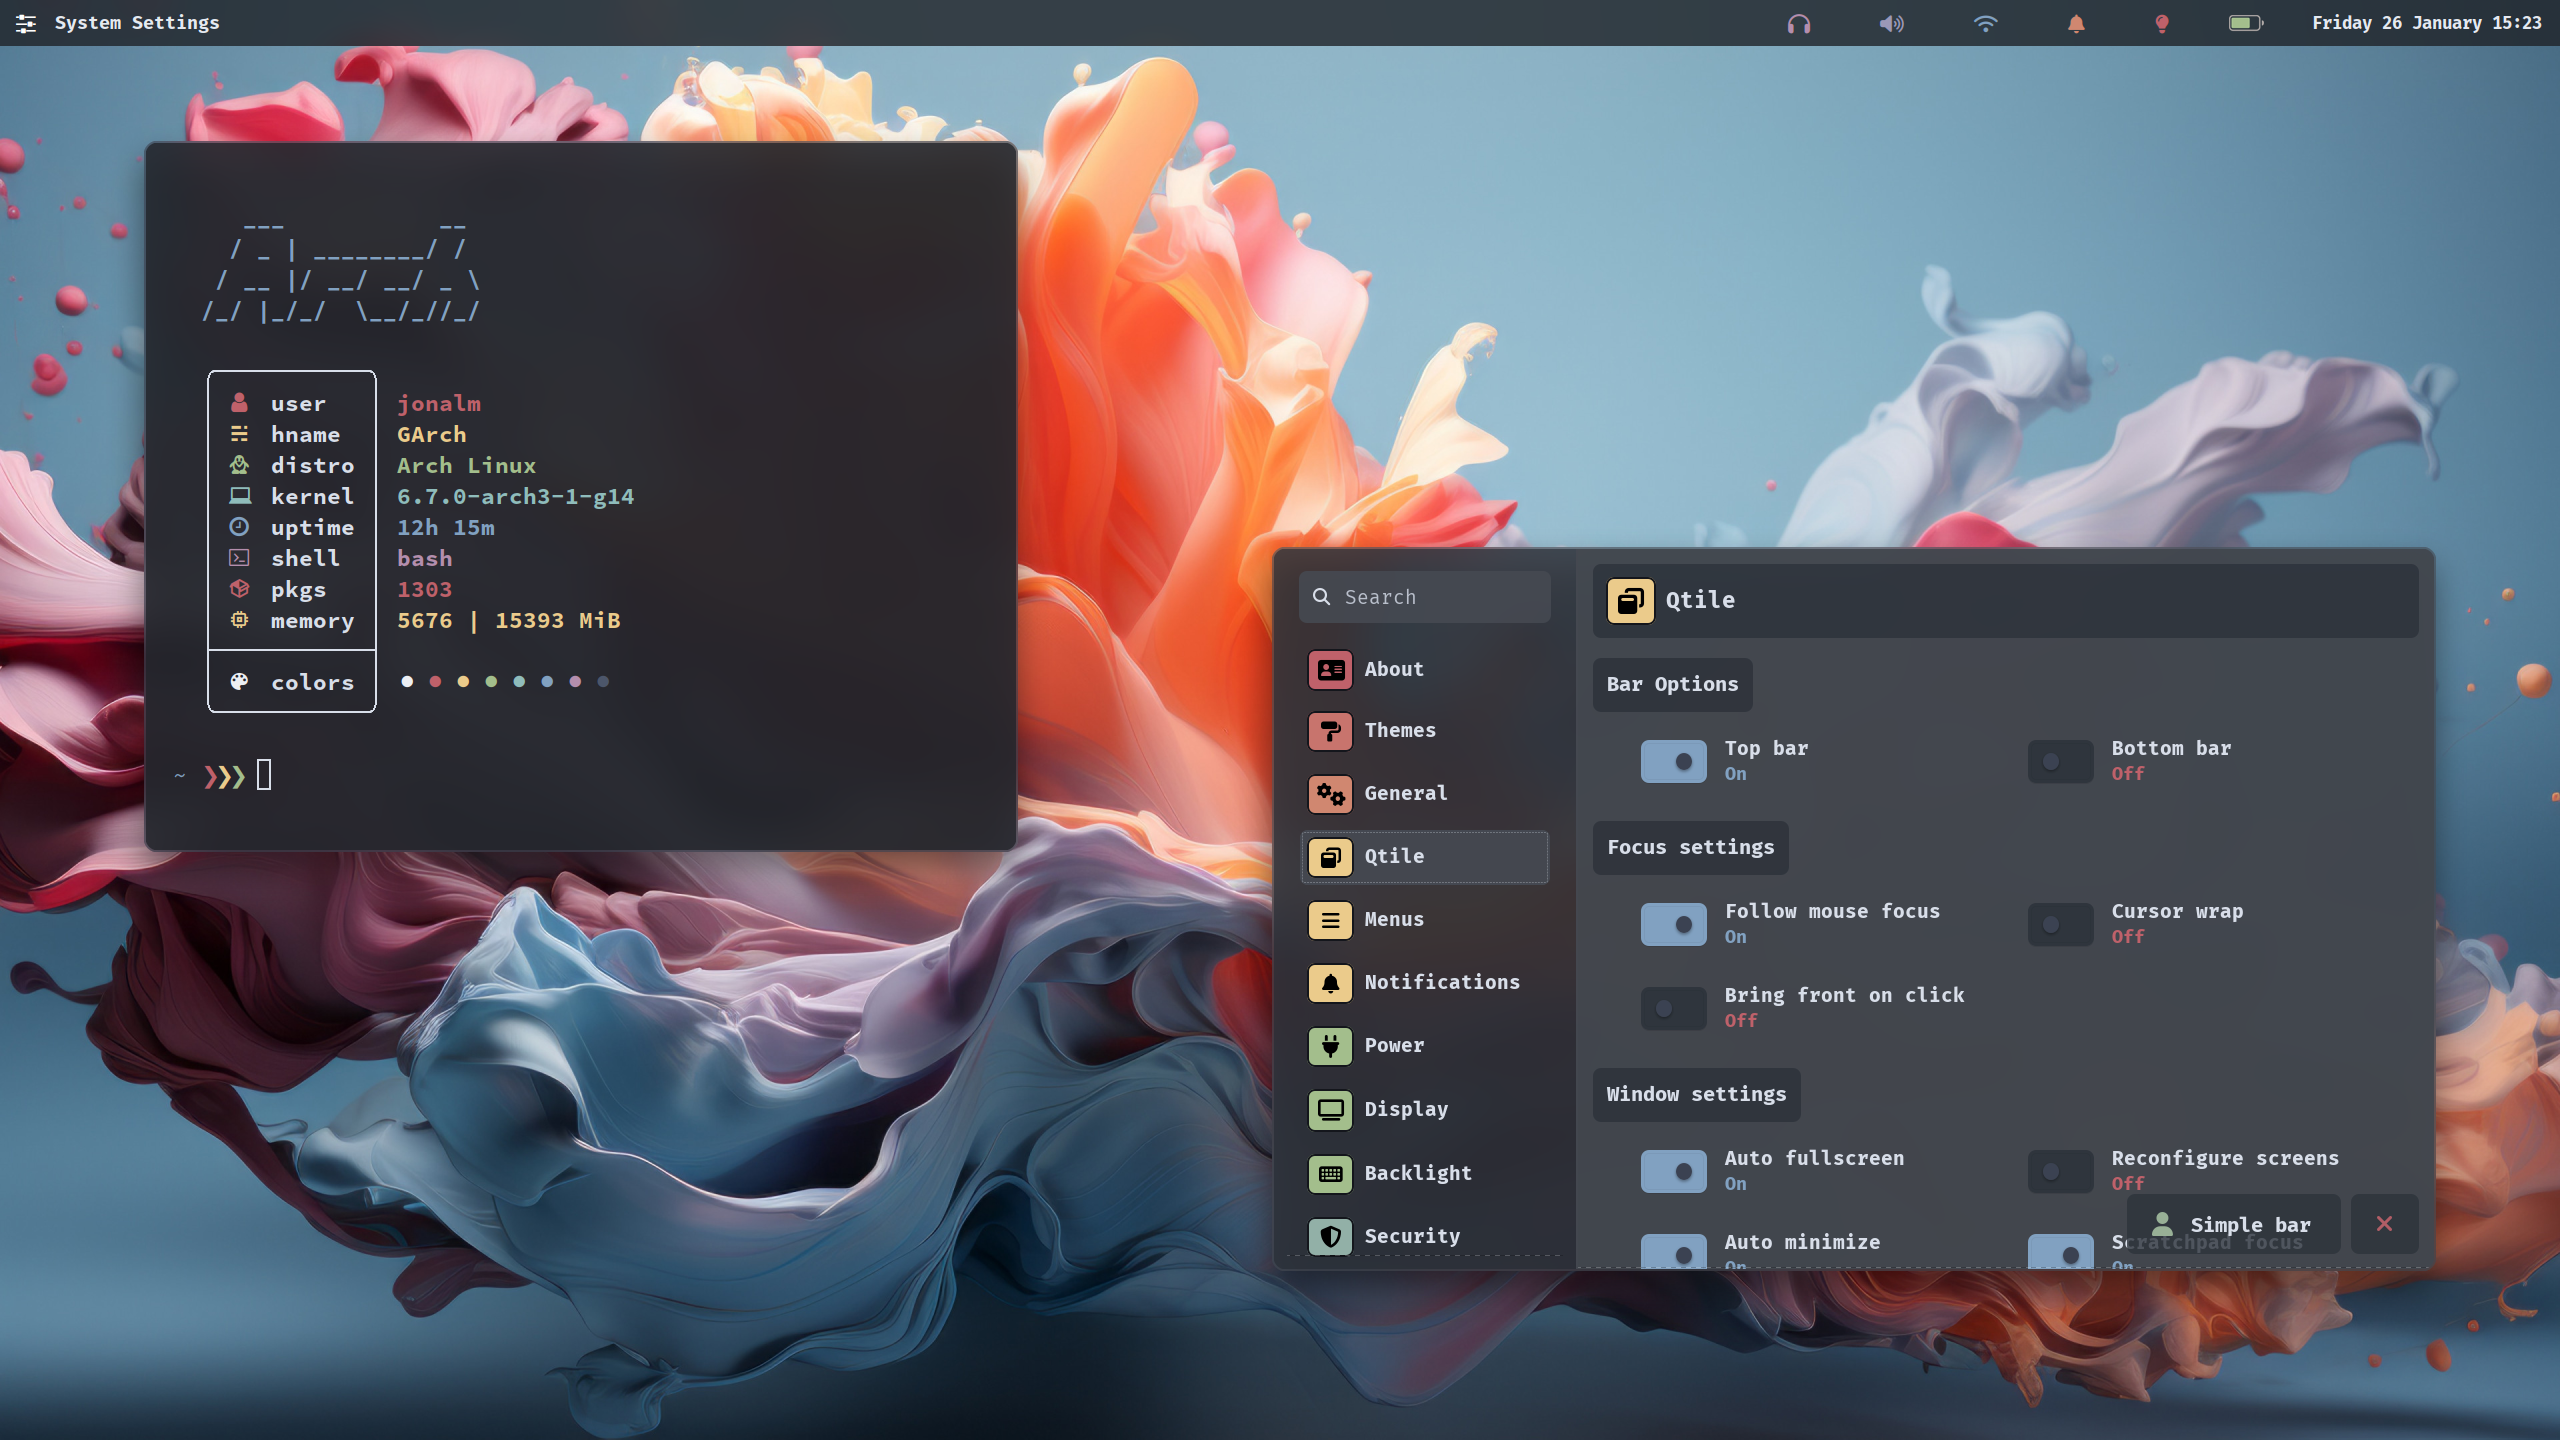 System Settings
Friday 26 January 15:23
user jonalm
hname GArch
distro Arch Linux
kernel 6.7.0-arch3-1-g14
uptime 12h 15m
shell bash
pkgs 1303
memory 5676 | 15393 MiB
colors
~ ❯❯❯
Search
About
Themes
General
Qtile
Menus
Notifications
Power
Display
Backlight
Security
Qtile
Bar Options
Top bar
On
Bottom bar
Off
Focus settings
Follow mouse focus
On
Cursor wrap
Off
Bring front on click
Off
Window settings
Auto fullscreen
On
Reconfigure screens
Off
Auto minimize
On
Scratchpad focus
On
Simple bar